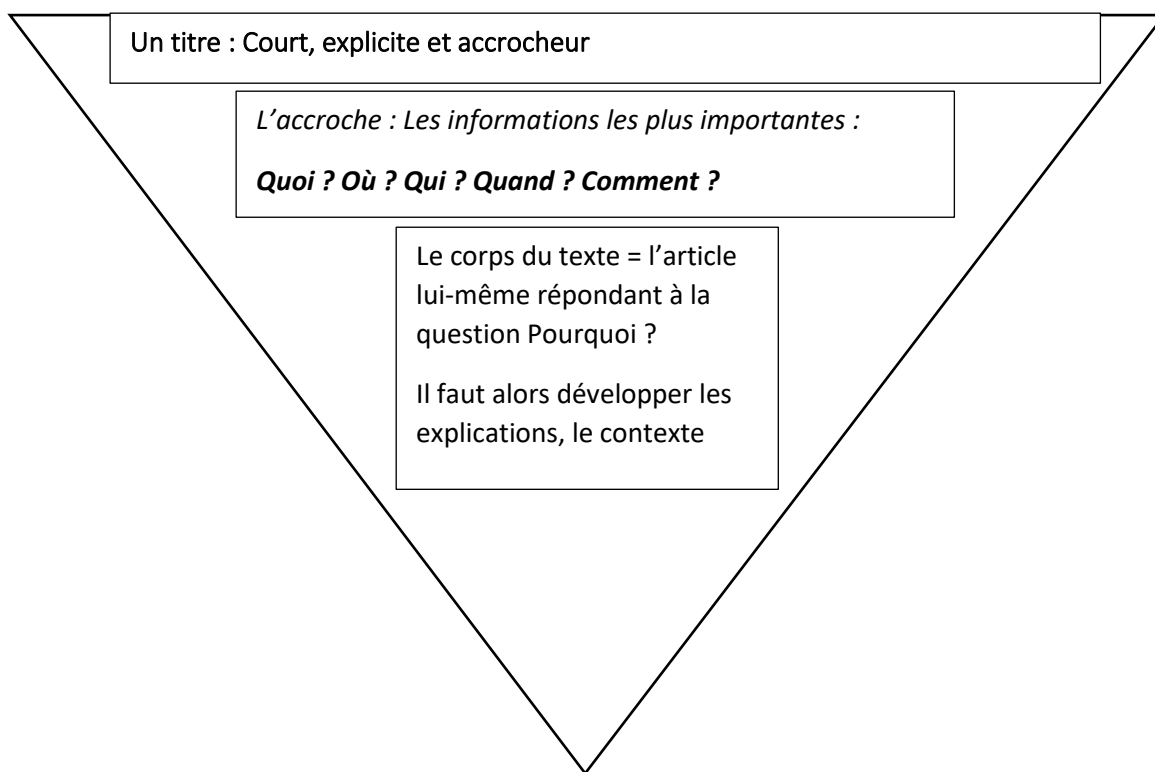 Un titre : Court, explicite et accrocheur
L’accroche : Les informations les plus importantes :
Quoi ? Où ? Qui ? Quand ? Comment ?
Le corps du texte = l’article
lui-même répondant à la
question Pourquoi ?
Il faut alors développer les
explications, le contexte